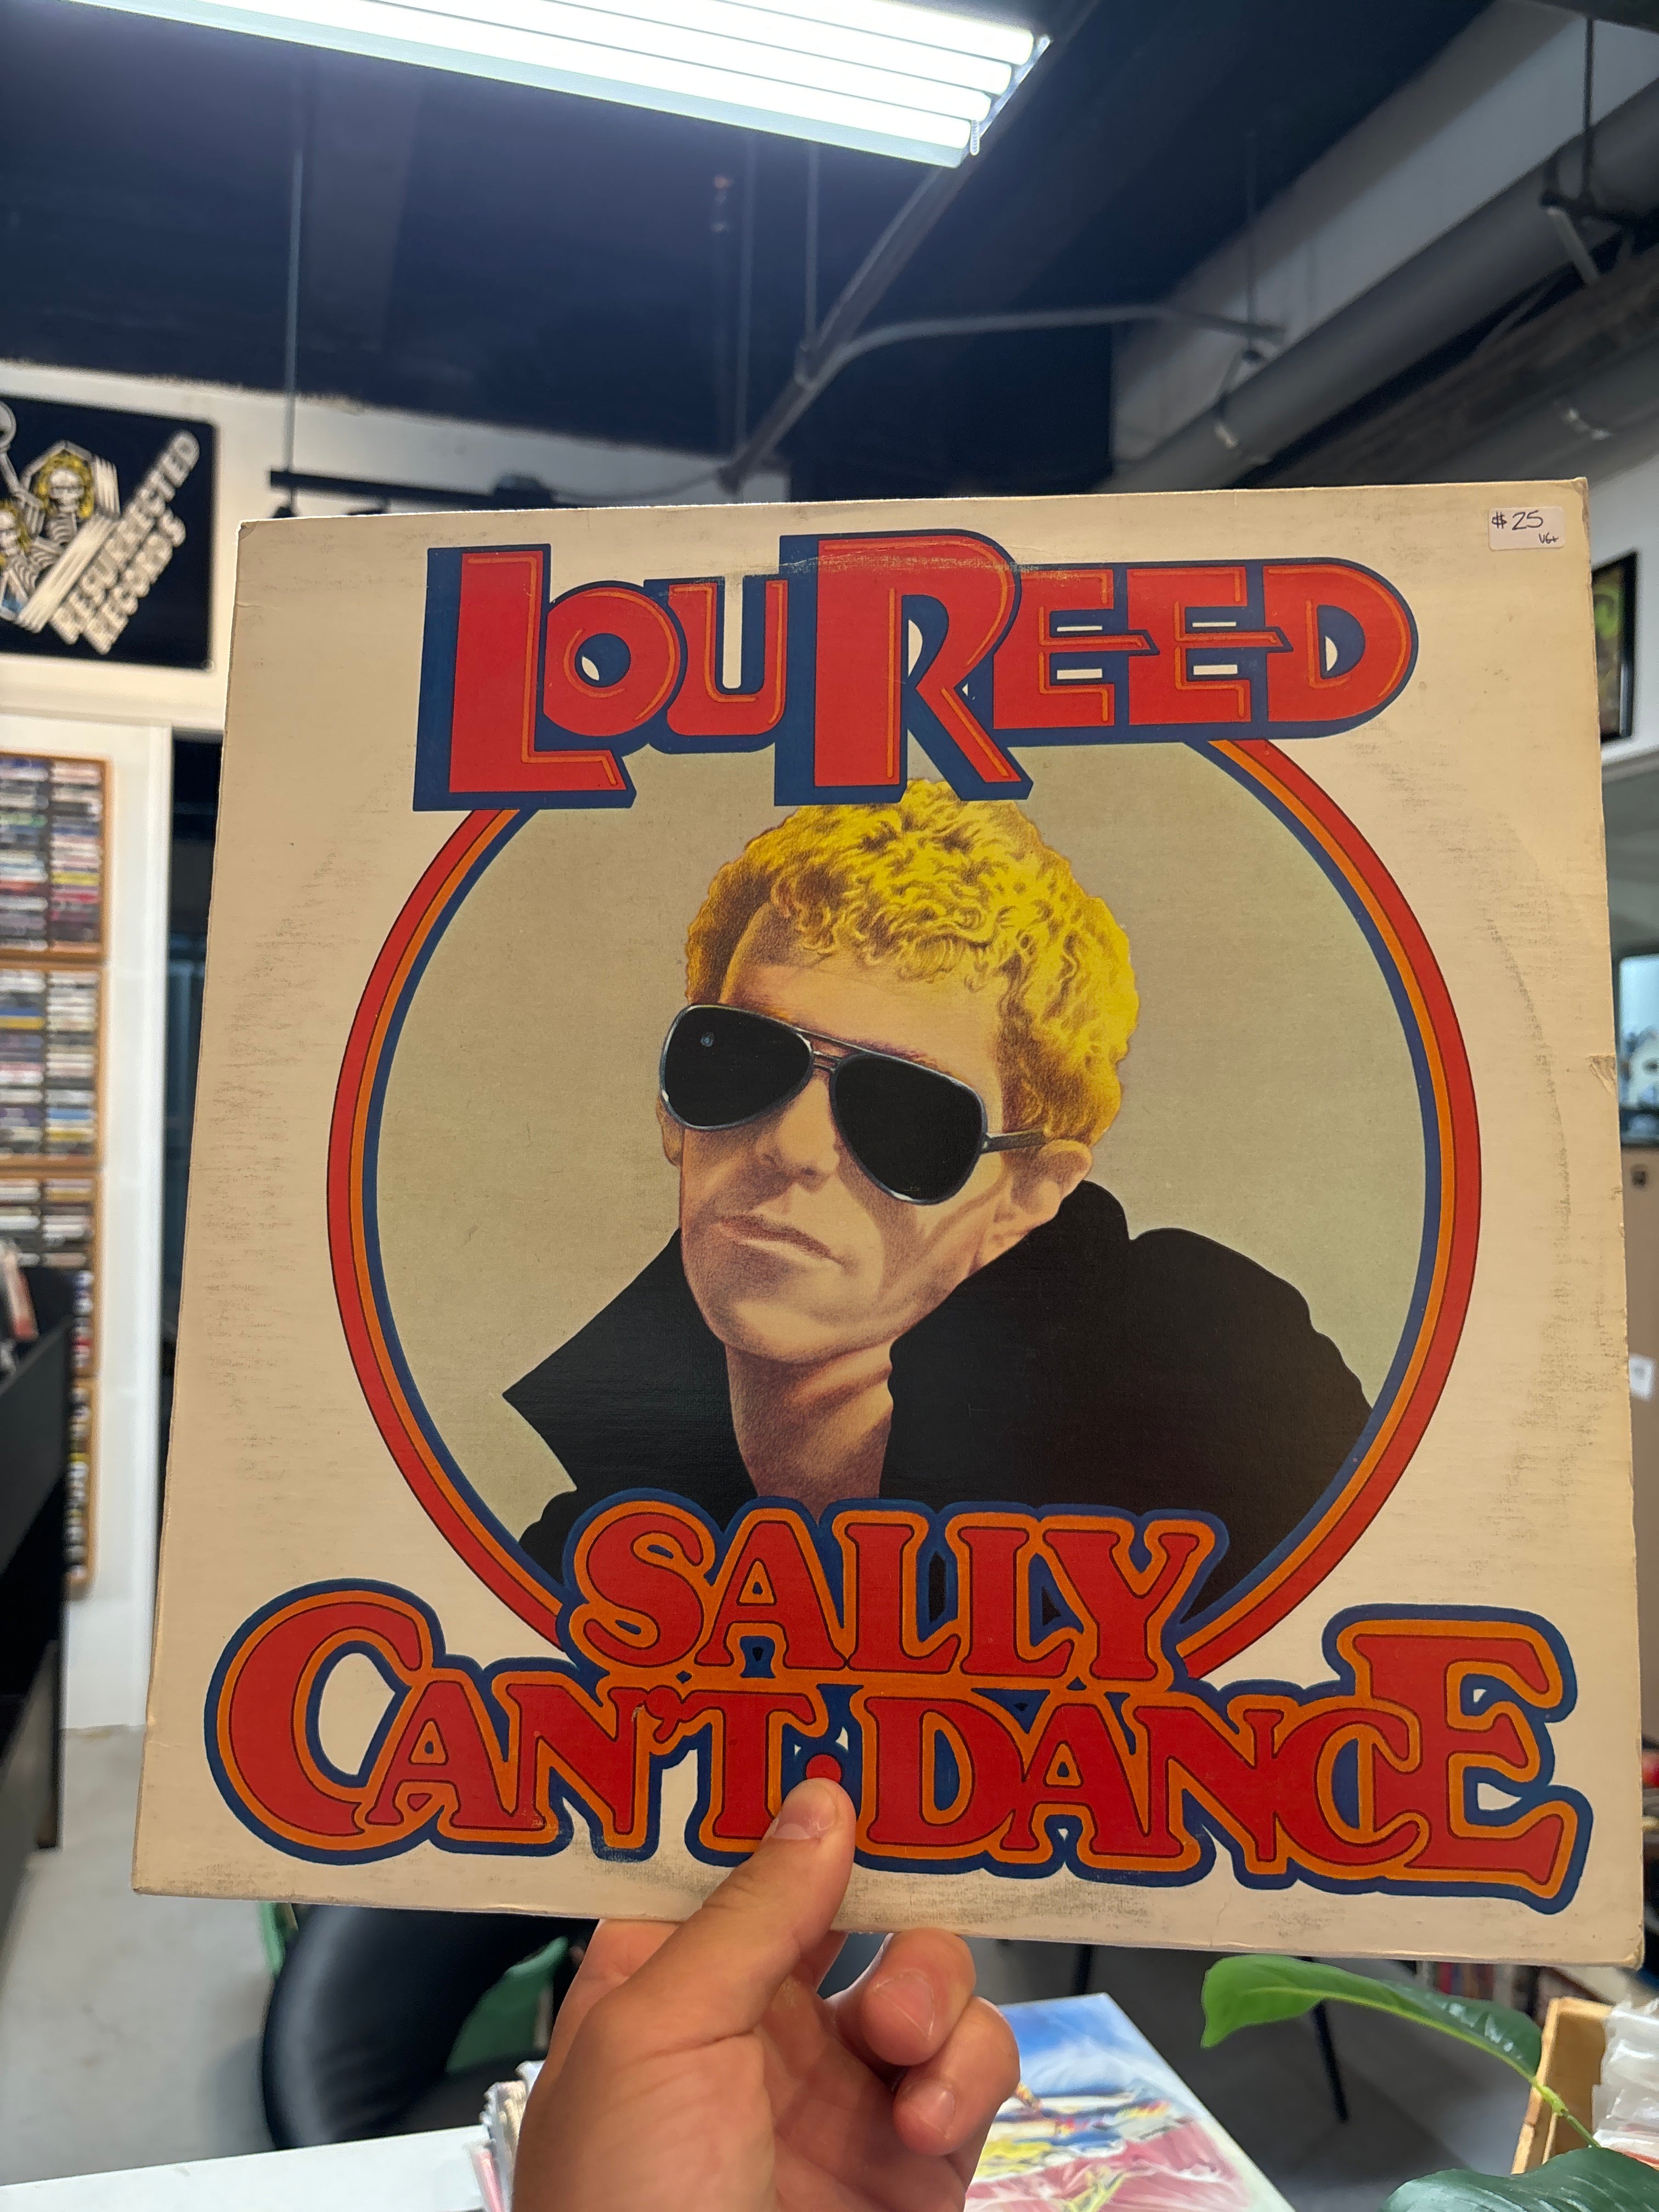 RESURRECTED
RECORDS
$25
VG+
LOU REED
SALLY
CAN'T·DANCE